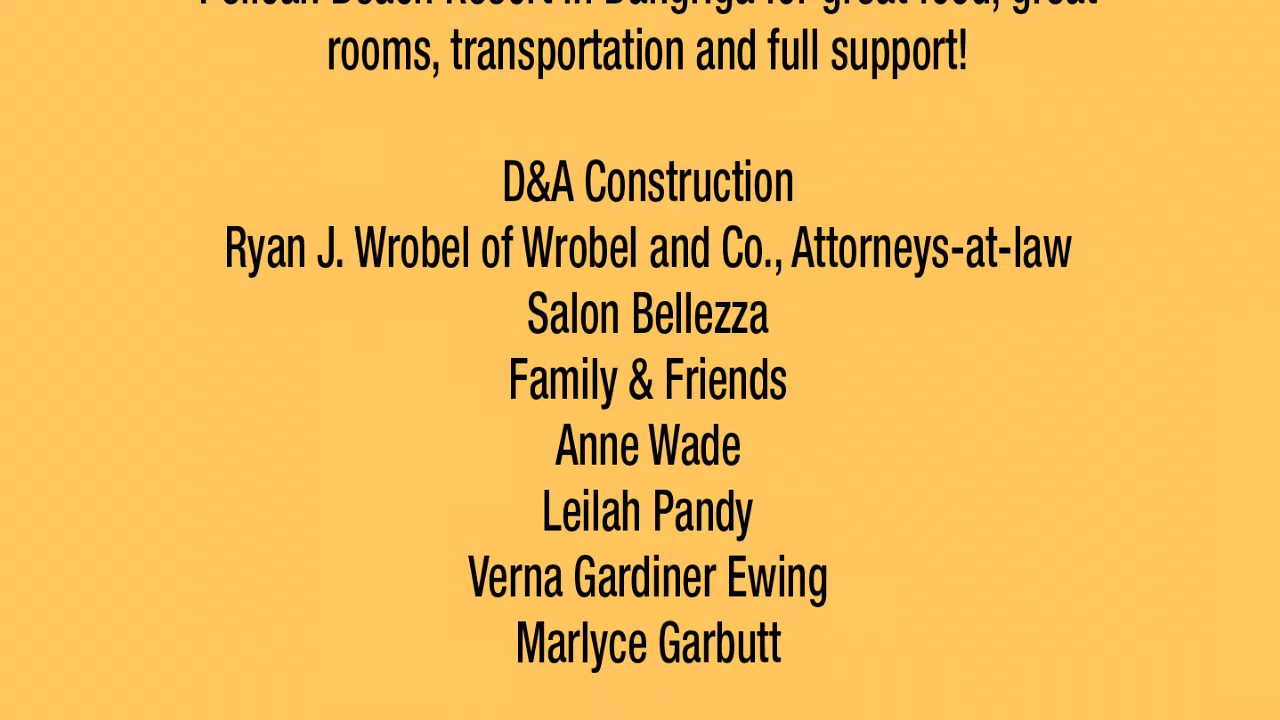 Pelican Beach Resort in Dangriga for great food, great
rooms, transportation and full support!
D&A Construction
Ryan J. Wrobel of Wrobel and Co., Attorneys-at-law
Salon Bellezza
Family & Friends
Anne Wade
Leilah Pandy
Verna Gardiner Ewing
Marlyce Garbutt